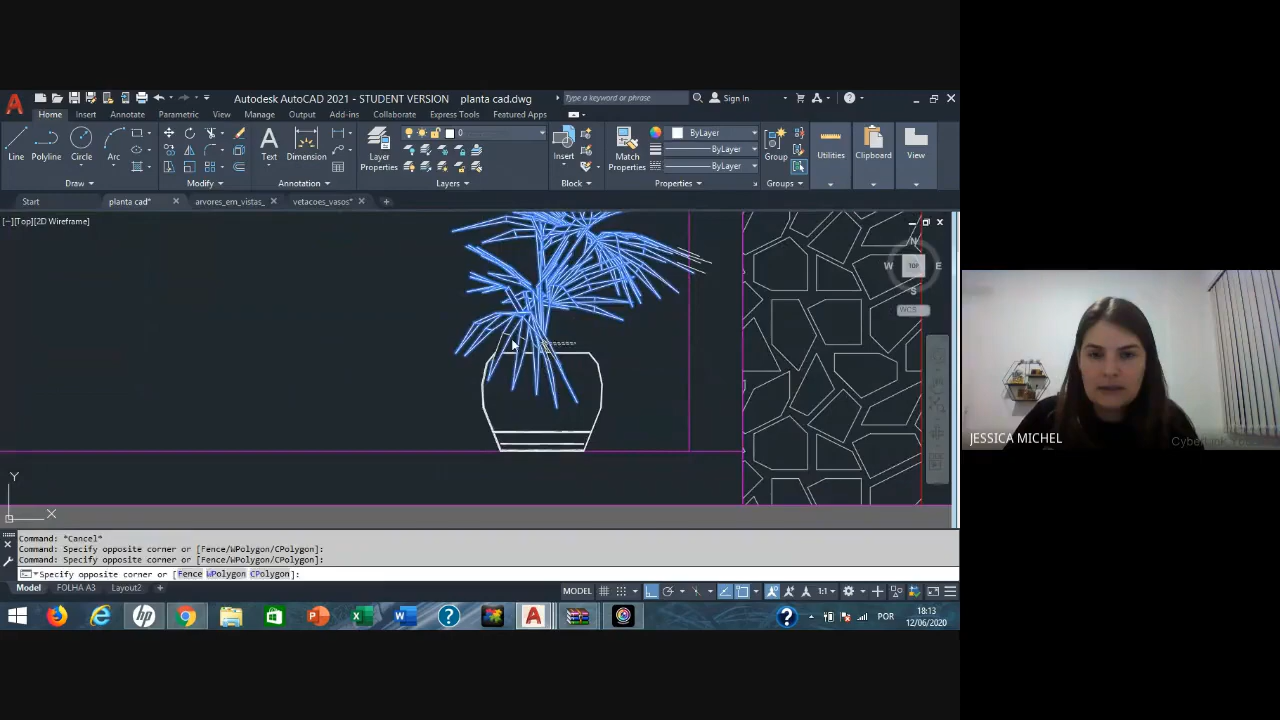 Autodesk AutoCAD 2021 - STUDENT VERSION planta cad.dwg
Type a keyword or phrase
Sign In
Home Insert Annotate Parametric View Manage Output Add-ins Collaborate Express Tools Featured Apps
0
ByLayer
ByLayer
ByLayer
Line Polyline Circle Arc Text Dimension Layer Properties Insert Match Properties Group Utilities Clipboard View
Draw Modify Annotation Layers Block Properties Groups
Start planta cad* arvores_em_vistas_ vetacoes_vasos*
[−][Top][2D Wireframe]
N
W TOP E
S
WCS
Y
X
JESSICA MICHEL
Command: *Cancel*
Command: Specify opposite corner or [Fence/WPolygon/CPolygon]:
Command: Specify opposite corner or [Fence/WPolygon/CPolygon]:
Specify opposite corner or [Fence WPolygon CPolygon]:
Model FOLHA A3 Layout2 MODEL 1:1
POR 18:13
12/06/2020